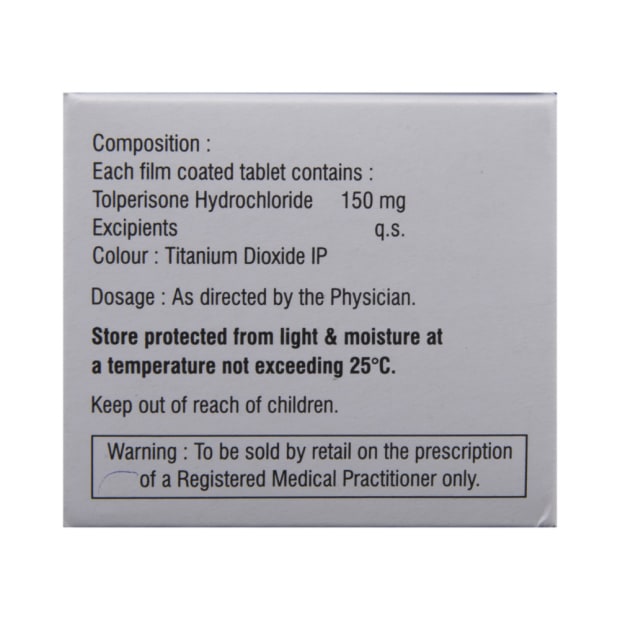 Composition :
Each film coated tablet contains :
Tolperisone Hydrochloride 150 mg
Excipients q.s.
Colour : Titanium Dioxide IP
Dosage : As directed by the Physician.
Store protected from light & moisture at
a temperature not exceeding 25°C.
Keep out of reach of children.
Warning : To be sold by retail on the prescription
of a Registered Medical Practitioner only.